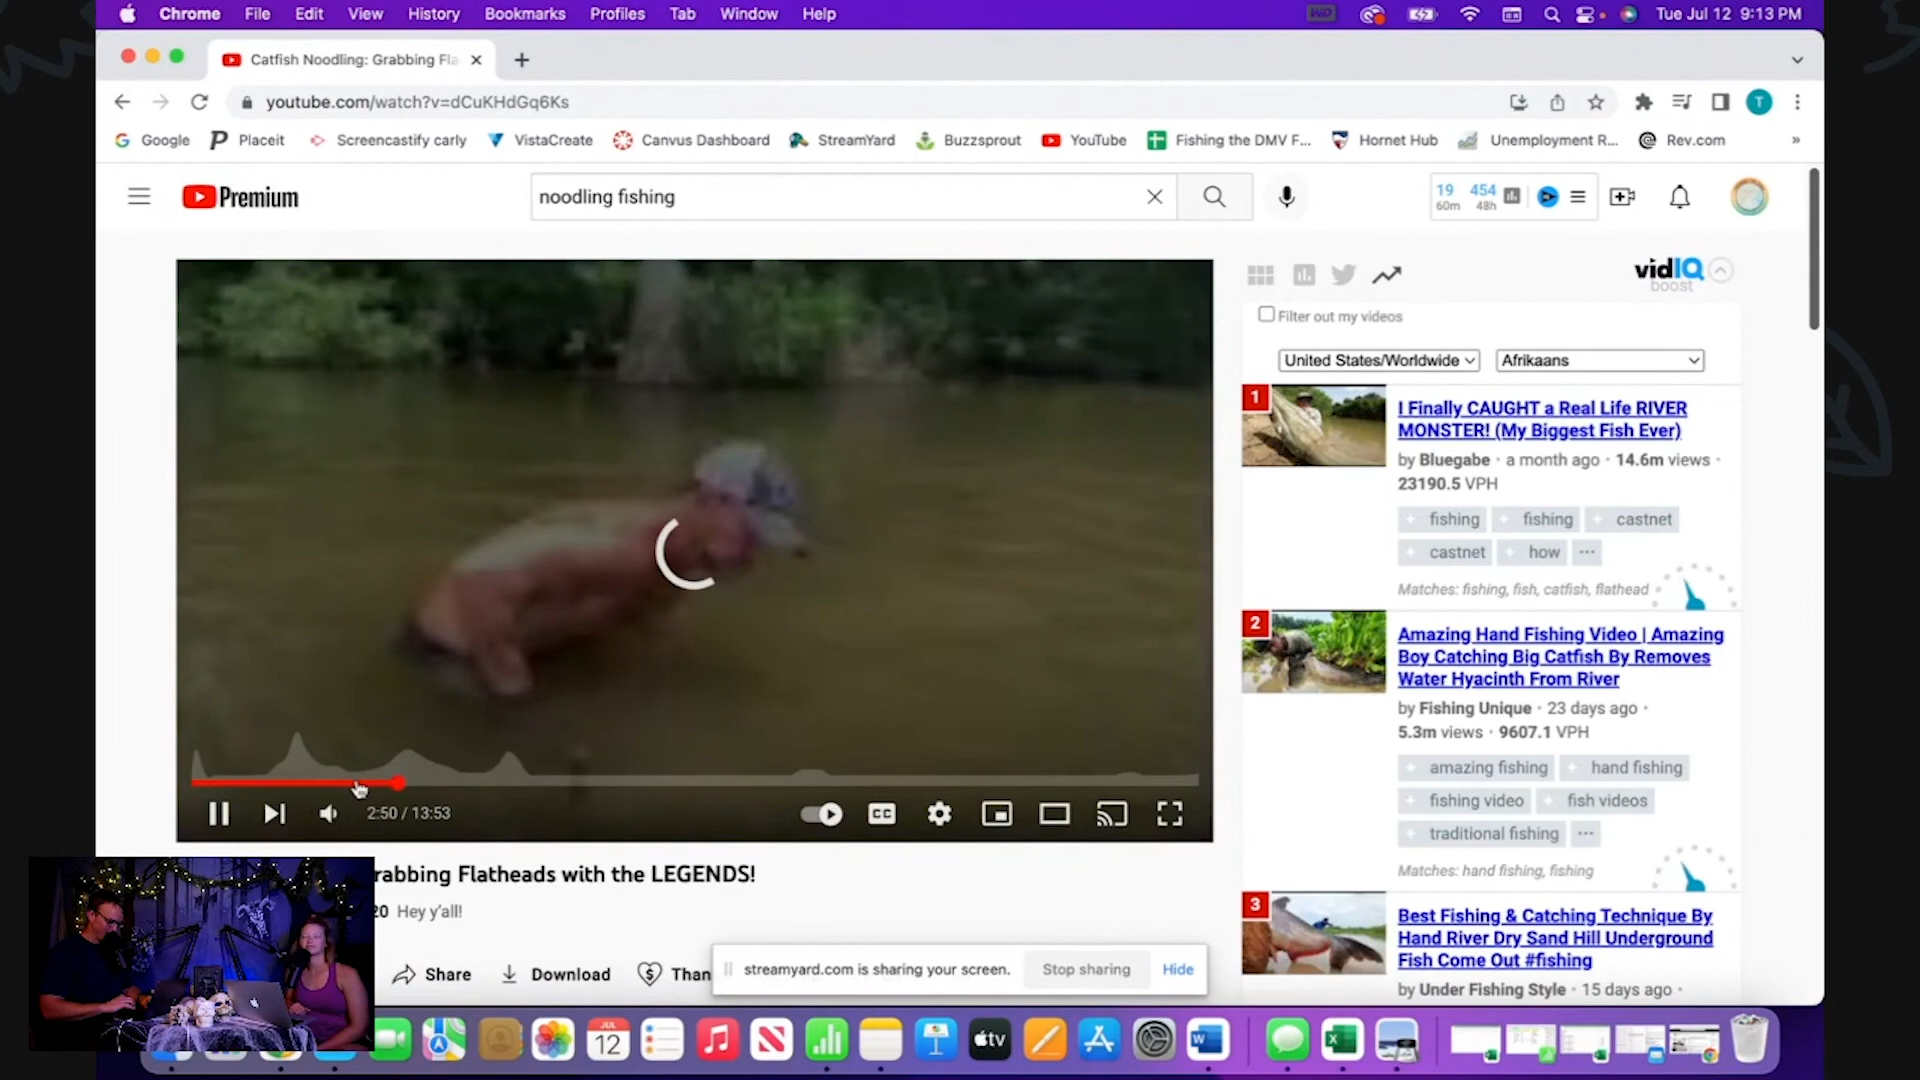 Chrome File Edit View History Bookmarks Profiles Tab Window Help
Tue Jul 12 9:13 PM
Catfish Noodling: Grabbing Fla
youtube.com/watch?v=dCuKHdGq6Ks
Google Placeit Screencastify carly VistaCreate Canvus Dashboard StreamYard Buzzsprout YouTube Fishing the DMV F... Hornet Hub Unemployment R... Rev.com »
Premium
noodling fishing
19 454
60m 48h
vidIQ
boost
Filter out my videos
United States/Worldwide Afrikaans
1
I Finally CAUGHT a Real Life RIVER
MONSTER! (My Biggest Fish Ever)
by Bluegabe · a month ago · 14.6m views ·
23190.5 VPH
+ fishing + fishing + castnet
+ castnet + how ...
Matches: fishing, fish, catfish, flathead
2
Amazing Hand Fishing Video | Amazing
Boy Catching Big Catfish By Removes
Water Hyacinth From River
by Fishing Unique · 23 days ago ·
5.3m views · 9607.1 VPH
+ amazing fishing + hand fishing
+ fishing video + fish videos
+ traditional fishing ...
Matches: hand fishing, fishing
3
Best Fishing & Catching Technique By
Hand River Dry Sand Hill Underground
Fish Come Out #fishing
by Under Fishing Style · 15 days ago ·
2:50 / 13:53
CC
rabbing Flatheads with the LEGENDS!
20 Hey y'all!
Share Download Than
streamyard.com is sharing your screen. Stop sharing Hide
JUL
12
tv
W
X